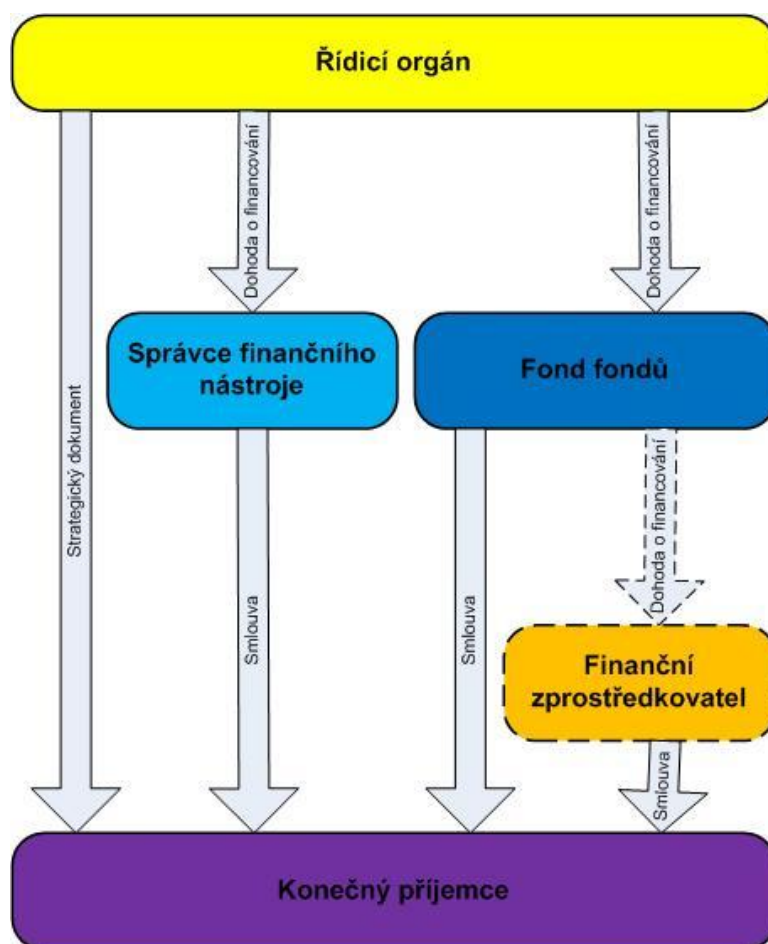 Řídicí orgán
Dohoda o financování
Dohoda o financování
Správce finančního
nástroje
Fond fondů
Strategický dokument
Smlouva
Smlouva
Dohoda o financování
Finanční
zprostředkovatel
Smlouva
Konečný příjemce